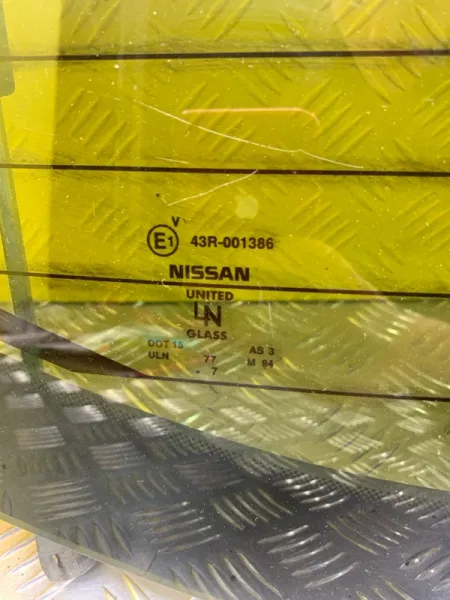 V
E1 43R-001386
NISSAN
UNITED
LN
GLASS
DOT 15 AS 3
ULN 77 M 94
. 7